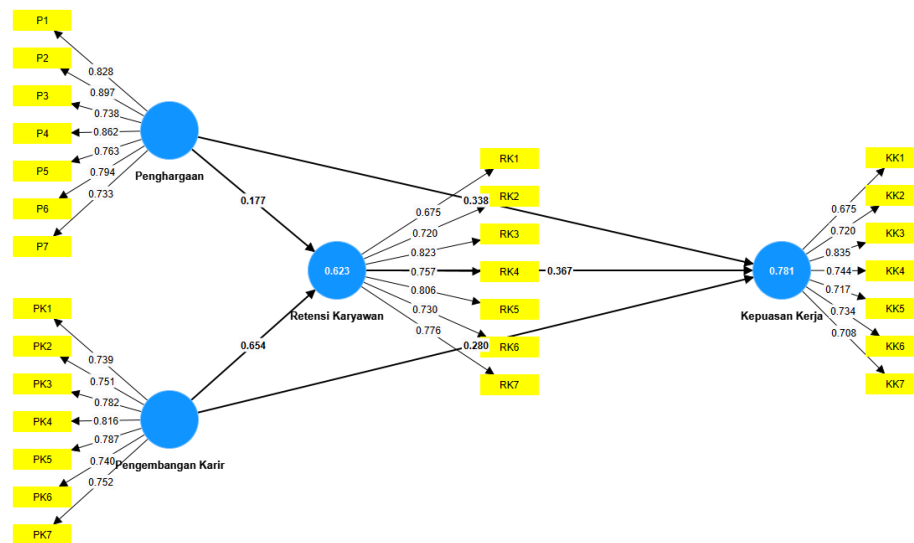 P1
P2
P3
P4
P5
P6
P7
0.828
0.897
0.738
0.862
0.763
0.794
0.733
Penghargaan
0.177
0.338
PK1
PK2
PK3
PK4
PK5
PK6
PK7
0.739
0.751
0.782
0.816
0.787
0.740
0.752
Pengembangan Karir
0.654
0.280
0.623
Retensi Karyawan
0.675
0.720
0.823
0.757
0.806
0.730
0.776
RK1
RK2
RK3
RK4
RK5
RK6
RK7
0.367
0.781
Kepuasan Kerja
0.675
0.720
0.835
0.744
0.717
0.734
0.708
KK1
KK2
KK3
KK4
KK5
KK6
KK7